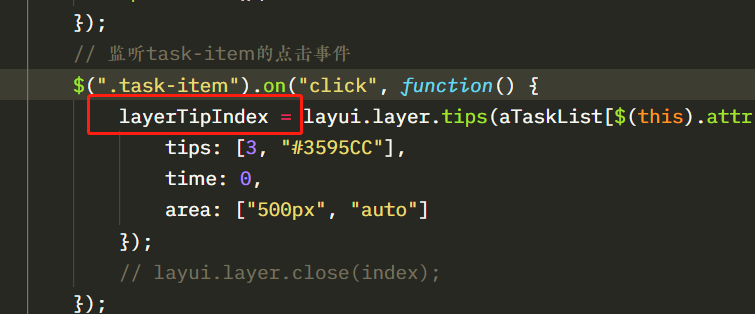 });
// 监听task-item的点击事件
$(".task-item").on("click", function() {
layerTipIndex = layui.layer.tips(aTaskList[$(this).attr
tips: [3, "#3595CC"],
time: 0,
area: ["500px", "auto"]
});
// layui.layer.close(index);
});